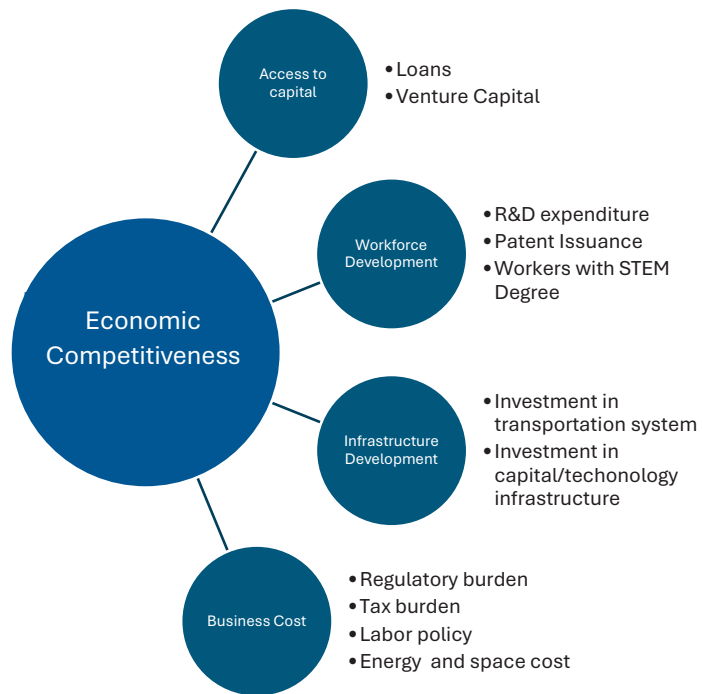 Access to
capital
•Loans
•Venture Capital
Workforce
Development
•R&D expenditure
•Patent Issuance
•Workers with STEM
Degree
Economic
Competitiveness
Infrastructure
Development
•Investment in
transportation system
•Investment in
capital/techonology
infrastructure
Business Cost
•Regulatory burden
•Tax burden
•Labor policy
•Energy and space cost